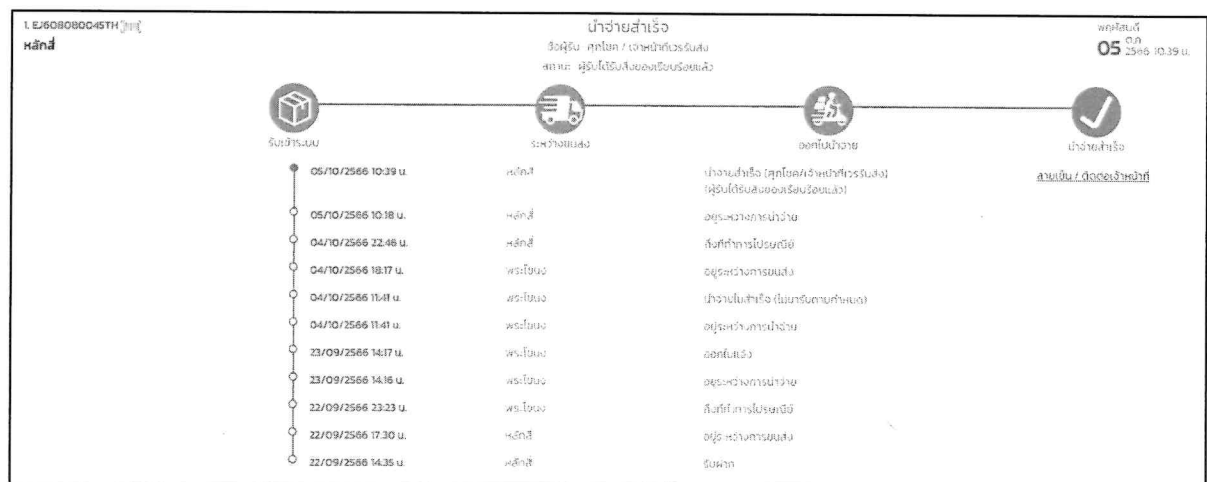 1. EJ608080045TH
หลักสี่
นำจ่ายสำเร็จ
ชื่อผู้รับ ศุภโชค / เจ้าหน้าที่เวรรับส่ง
สถานะ ผู้รับได้รับสิ่งของเรียบร้อยแล้ว
พฤหัสบดี
05 ต.ค 2566 10.39 น.
รับเข้าระบบ ระหว่างขนส่ง ออกไปนำจ่าย นำจ่ายสำเร็จ
05/10/2566 10:39 น. หลักสี่ นำจ่ายสำเร็จ (ศุภโชค/เจ้าหน้าที่เวรรับส่ง)
(ผู้รับได้รับสิ่งของเรียบร้อยแล้ว)
ลายเซ็น / ติดต่อเจ้าหน้าที่
05/10/2566 10:18 น. หลักสี่ อยู่ระหว่างการนำจ่าย
04/10/2566 22:46 น. หลักสี่ ถึงที่ทำการไปรษณีย์
04/10/2566 18:17 น. พระโขนง อยู่ระหว่างการขนส่ง
04/10/2566 11:41 น. พระโขนง นำจ่ายไม่สำเร็จ (ไม่มารับตามกำหนด)
04/10/2566 11:41 น. พระโขนง อยู่ระหว่างการนำจ่าย
23/09/2566 14:17 น. พระโขนง ออกใบแจ้ง
23/09/2566 14:16 น. พระโขนง อยู่ระหว่างการนำจ่าย
22/09/2566 23:23 น. พระโขนง ถึงที่ทำการไปรษณีย์
22/09/2566 17:30 น. หลักสี่ อยู่ระหว่างการขนส่ง
22/09/2566 14:35 น. หลักสี่ รับฝาก